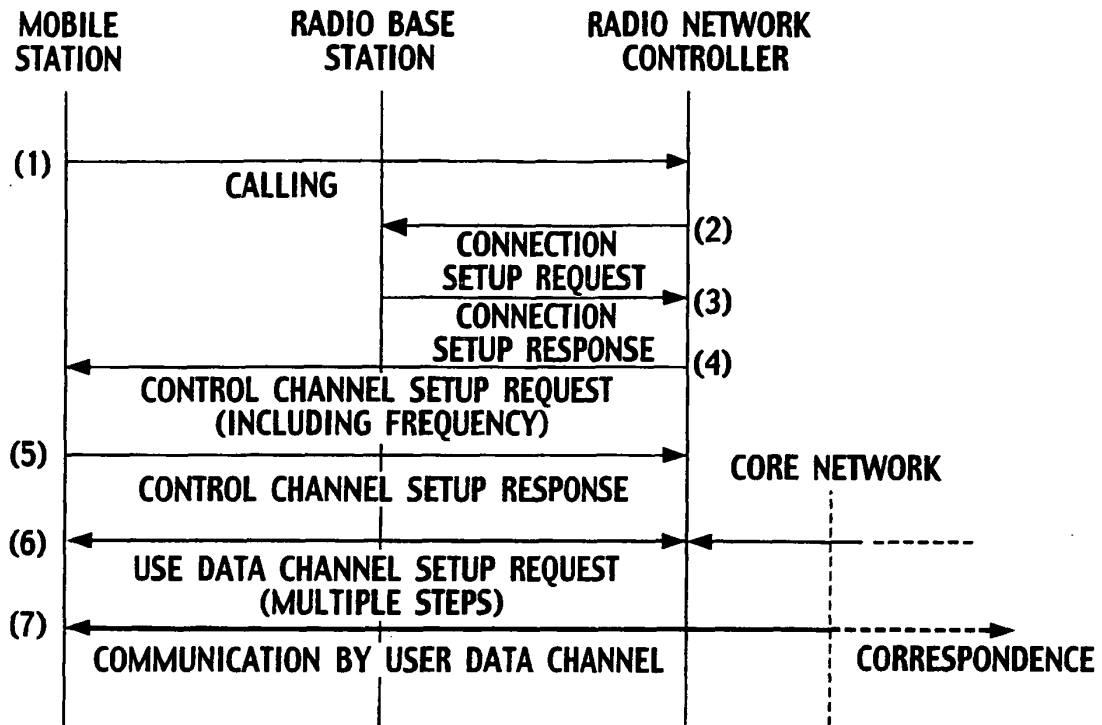 MOBILE
STATION
RADIO BASE
STATION
RADIO NETWORK
CONTROLLER
(1)
CALLING
(2)
CONNECTION
SETUP REQUEST
(3)
CONNECTION
SETUP RESPONSE
(4)
CONTROL CHANNEL SETUP REQUEST
(INCLUDING FREQUENCY)
(5)
CONTROL CHANNEL SETUP RESPONSE
CORE NETWORK
(6)
USE DATA CHANNEL SETUP REQUEST
(MULTIPLE STEPS)
(7)
COMMUNICATION BY USER DATA CHANNEL
CORRESPONDENCE